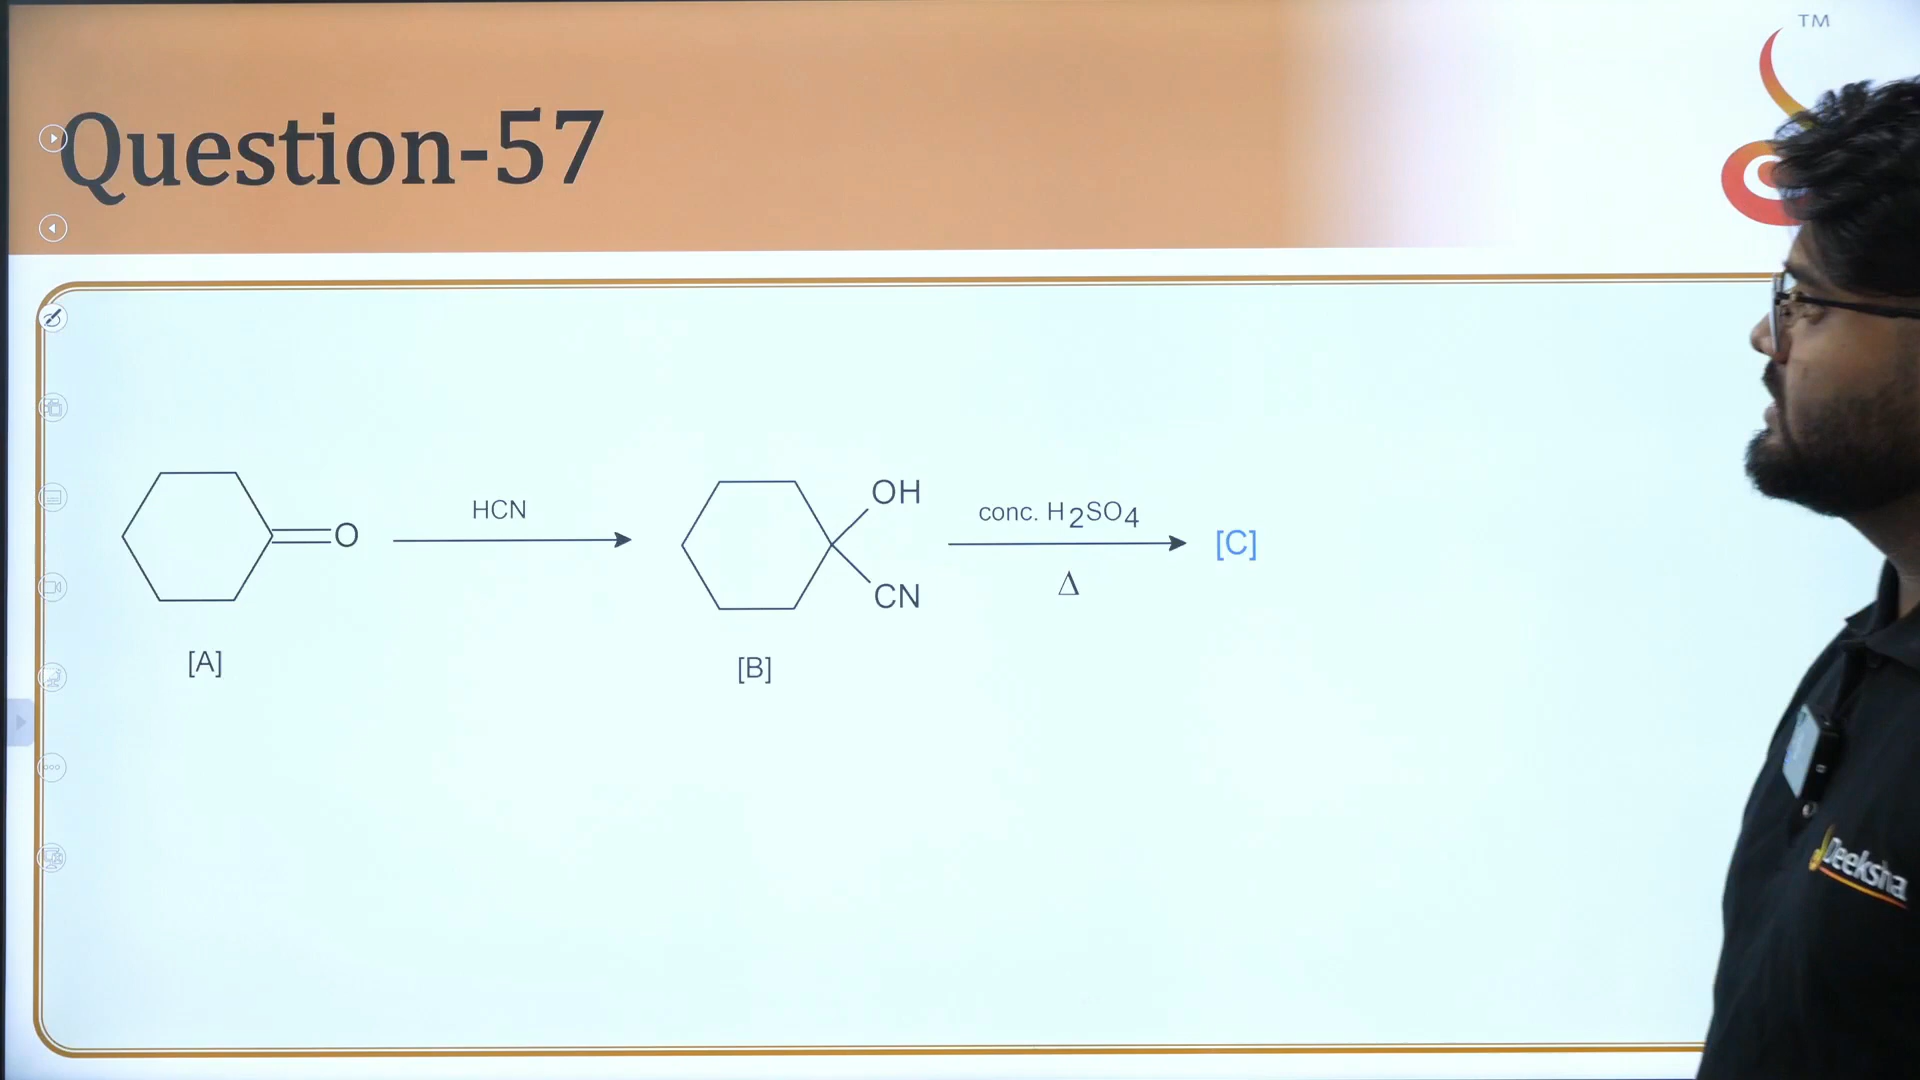 TM
Question-57
O
HCN
OH
CN
conc. H2SO4
Δ
[C]
[A]
[B]
Deeksha